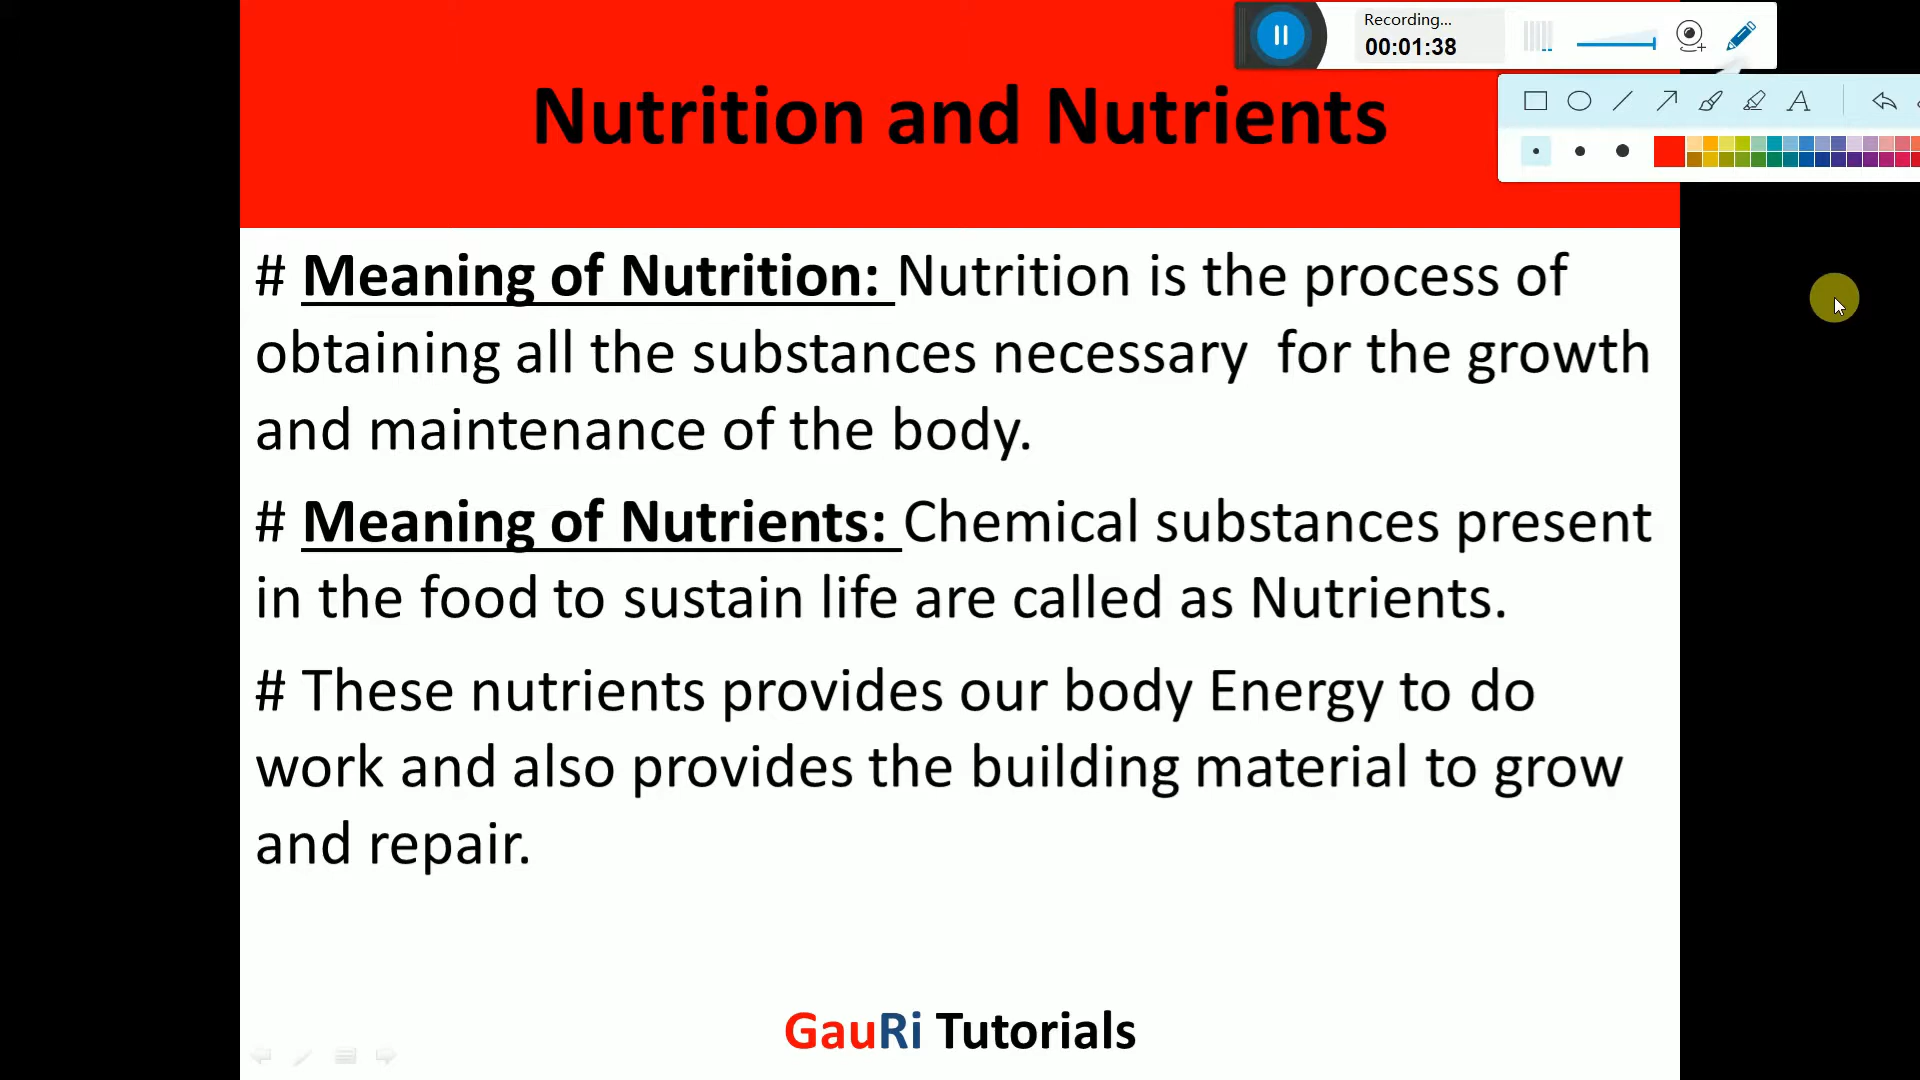 Recording...
00:01:38
Nutrition and Nutrients
A
# Meaning of Nutrition: Nutrition is the process of
obtaining all the substances necessary  for the growth
and maintenance of the body.
# Meaning of Nutrients: Chemical substances present
in the food to sustain life are called as Nutrients.
# These nutrients provides our body Energy to do
work and also provides the building material to grow
and repair.
GauRi Tutorials